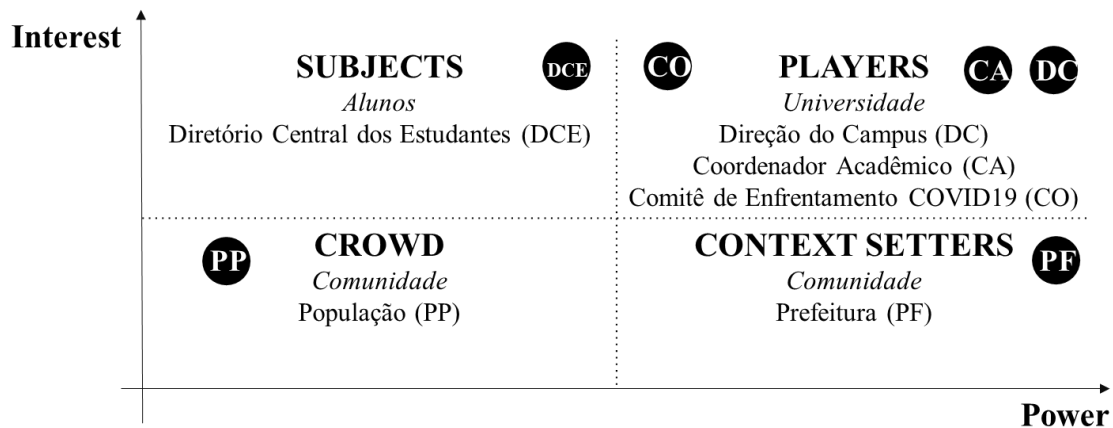 Interest
SUBJECTS
DCE
Alunos
Diretório Central dos Estudantes (DCE)
CO
PLAYERS
CA
DC
Universidade
Direção do Campus (DC)
Coordenador Acadêmico (CA)
Comitê de Enfrentamento COVID19 (CO)
PP
CROWD
Comunidade
População (PP)
CONTEXT SETTERS
PF
Comunidade
Prefeitura (PF)
Power